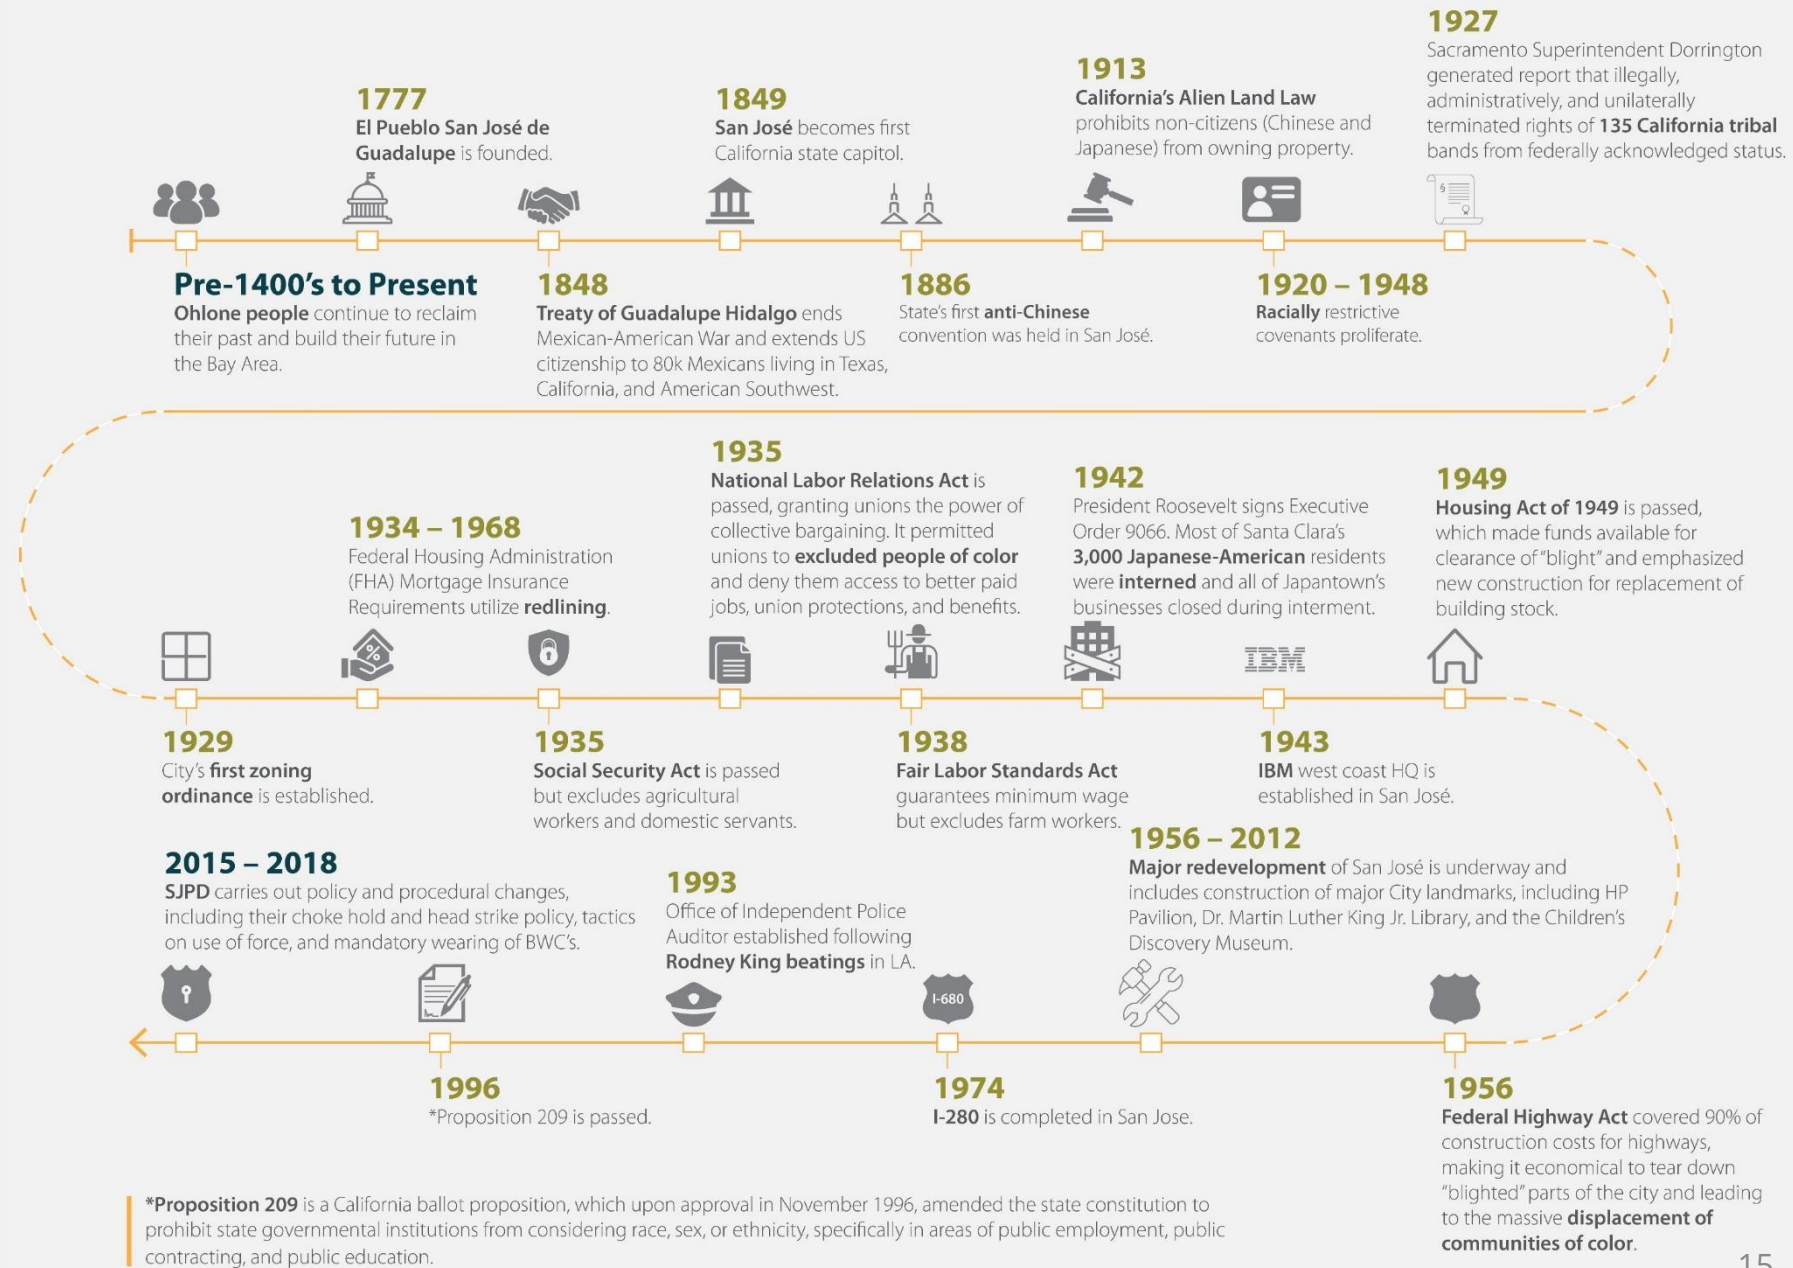 1777
El Pueblo San José de
Guadalupe is founded.
1849
San José becomes first
California state capitol.
1913
California's Alien Land Law
prohibits non-citizens (Chinese and
Japanese) from owning property.
1927
Sacramento Superintendent Dorrington
generated report that illegally,
administratively, and unilaterally
terminated rights of 135 California tribal
bands from federally acknowledged status.
§
Pre-1400's to Present
Ohlone people continue to reclaim
their past and build their future in
the Bay Area.
1848
Treaty of Guadalupe Hidalgo ends
Mexican-American War and extends US
citizenship to 80k Mexicans living in Texas,
California, and American Southwest.
1886
State's first anti-Chinese
convention was held in San José.
1920 – 1948
Racially restrictive
covenants proliferate.
1934 – 1968
Federal Housing Administration
(FHA) Mortgage Insurance
Requirements utilize redlining.
1935
National Labor Relations Act is
passed, granting unions the power of
collective bargaining. It permitted
unions to excluded people of color
and deny them access to better paid
jobs, union protections, and benefits.
1942
President Roosevelt signs Executive
Order 9066. Most of Santa Clara's
3,000 Japanese-American residents
were interned and all of Japantown's
businesses closed during interment.
1949
Housing Act of 1949 is passed,
which made funds available for
clearance of "blight" and emphasized
new construction for replacement of
building stock.
%
IBM
1929
City's first zoning
ordinance is established.
1935
Social Security Act is passed
but excludes agricultural
workers and domestic servants.
1938
Fair Labor Standards Act
guarantees minimum wage
but excludes farm workers.
1943
IBM west coast HQ is
established in San José.
2015 – 2018
SJPD carries out policy and procedural changes,
including their choke hold and head strike policy, tactics
on use of force, and mandatory wearing of BWC's.
1993
Office of Independent Police
Auditor established following
Rodney King beatings in LA.
1956 – 2012
Major redevelopment of San José is underway and
includes construction of major City landmarks, including HP
Pavilion, Dr. Martin Luther King Jr. Library, and the Children's
Discovery Museum.
I-680
1996
*Proposition 209 is passed.
1974
I-280 is completed in San Jose.
1956
Federal Highway Act covered 90% of
construction costs for highways,
making it economical to tear down
"blighted" parts of the city and leading
to the massive displacement of
communities of color.
*Proposition 209 is a California ballot proposition, which upon approval in November 1996, amended the state constitution to
prohibit state governmental institutions from considering race, sex, or ethnicity, specifically in areas of public employment, public
contracting, and public education.
15